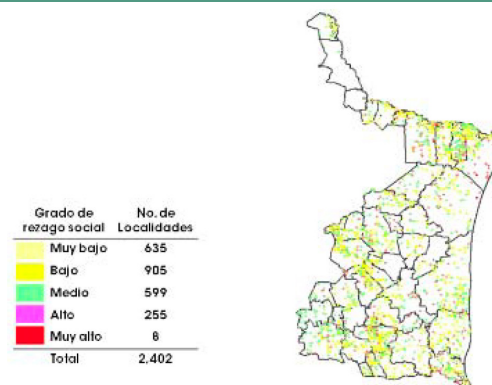 Grado de rezago social No. de Localidades
Muy bajo 635
Bajo 905
Medio 599
Alto 255
Muy alto 8
Total 2,402